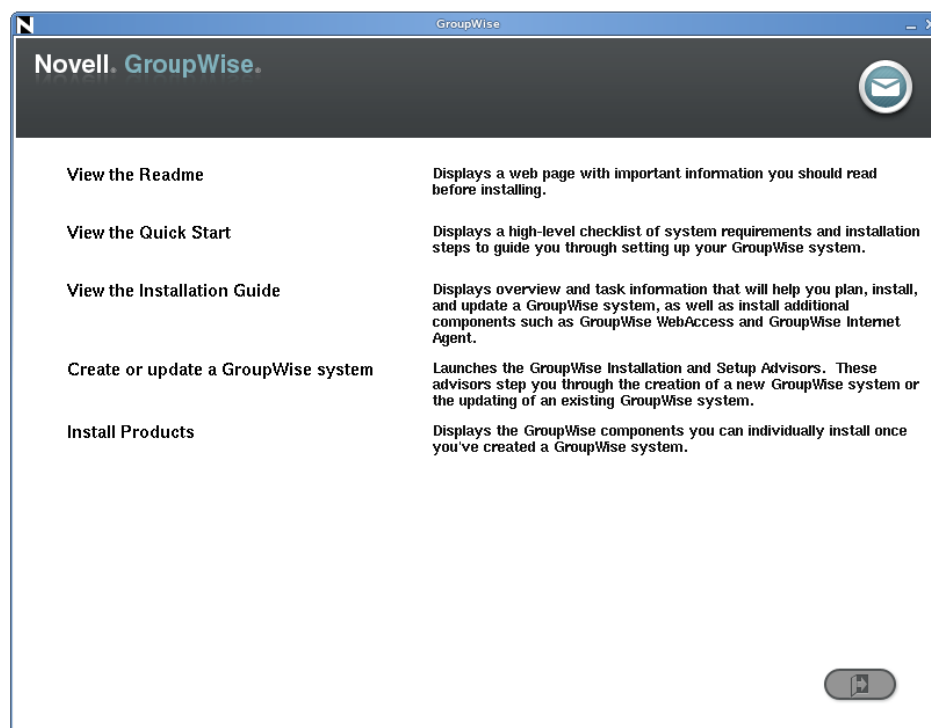 GroupWise
Novell. GroupWise.
View the Readme
Displays a web page with important information you should read
before installing.
View the Quick Start
Displays a high-level checklist of system requirements and installation
steps to guide you through setting up your GroupWise system.
View the Installation Guide
Displays overview and task information that will help you plan, install,
and update a GroupWise system, as well as install additional
components such as GroupWise WebAccess and GroupWise Internet
Agent.
Create or update a GroupWise system
Launches the GroupWise Installation and Setup Advisors. These
advisors step you through the creation of a new GroupWise system or
the updating of an existing GroupWise system.
Install Products
Displays the GroupWise components you can individually install once
you've created a GroupWise system.